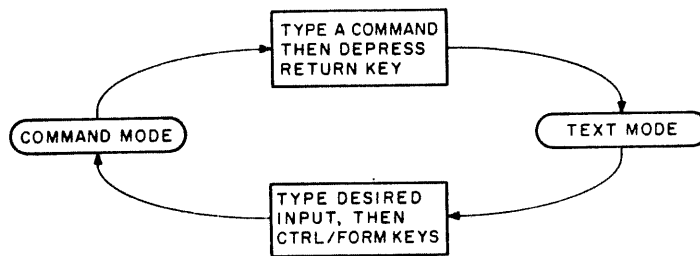 TYPE A COMMAND
THEN DEPRESS
RETURN KEY
COMMAND MODE
TEXT MODE
TYPE DESIRED
INPUT, THEN
CTRL/FORM KEYS